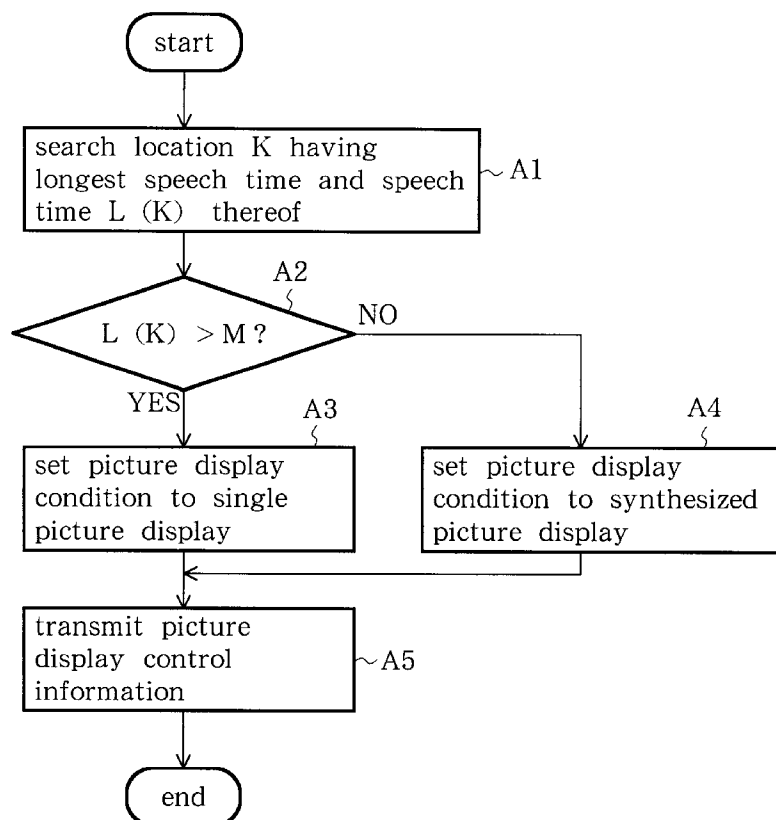 start
search location K having
longest speech time and speech
time L (K) thereof
A1
A2
L (K) > M ?
NO
YES
A3
set picture display
condition to single
picture display
A4
set picture display
condition to synthesized
picture display
transmit picture
display control
information
A5
end